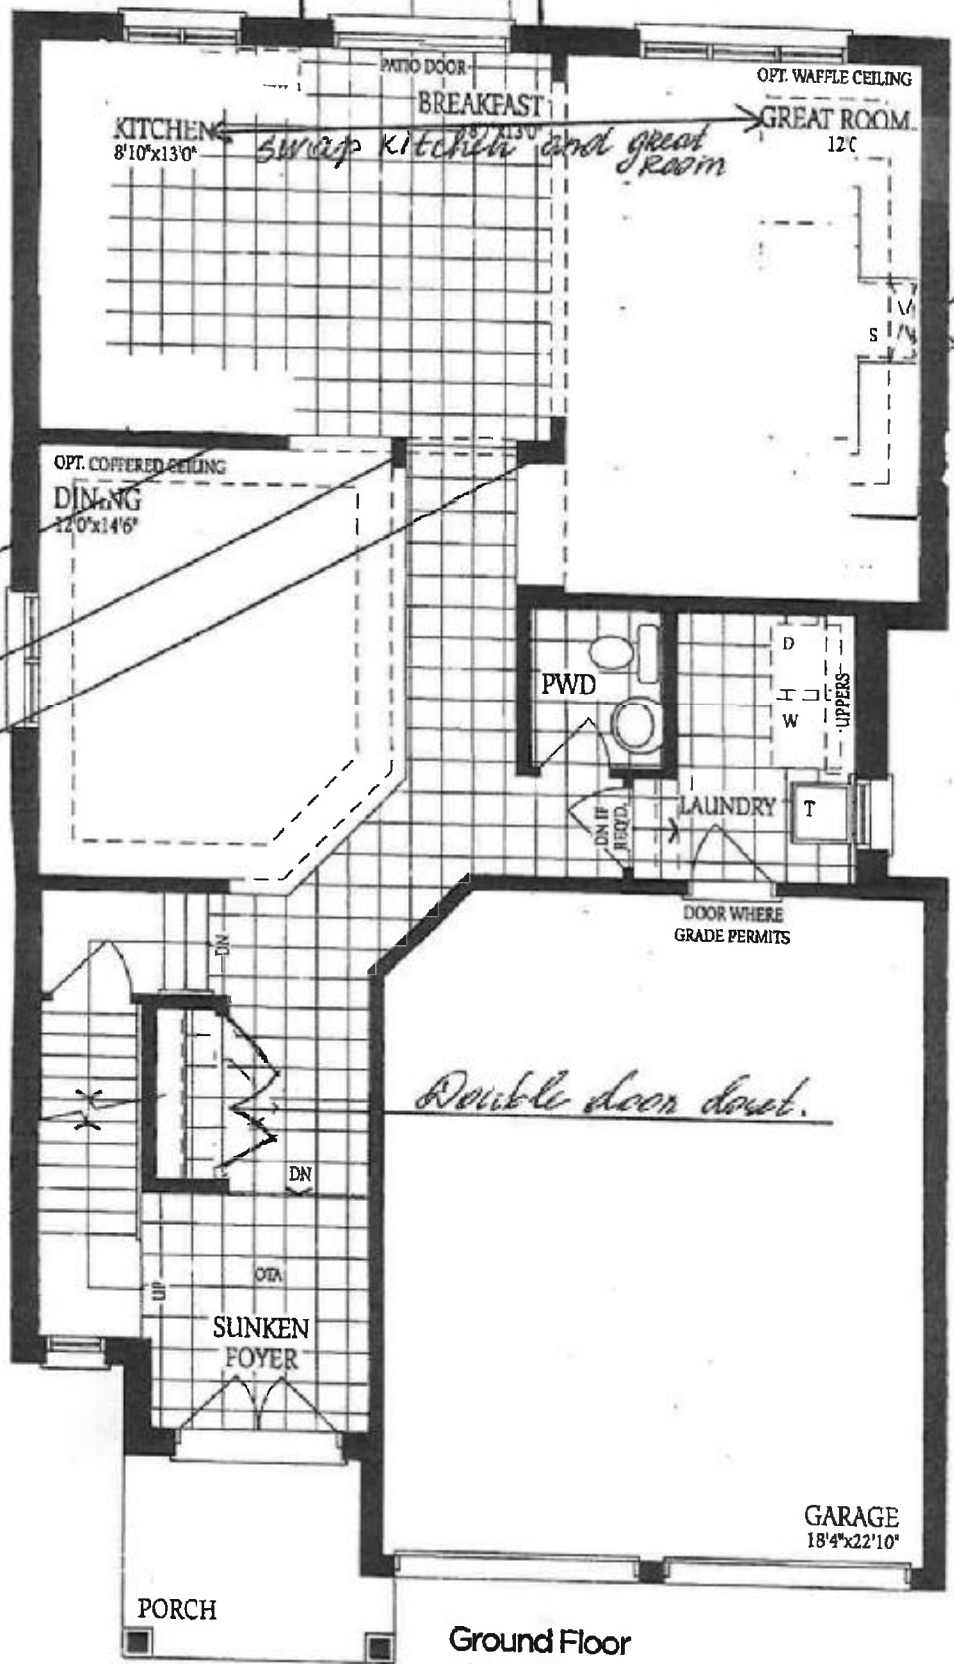 PATIO DOOR
OPT. WAFFLE CEILING
BREAKFAST
KITCHEN
8'10"x13'0"
GREAT ROOM
swap kitchen and great
Room
S
OPT. COFFERED CEILING
DINING
12'0"x14'6"
D
W
UPPERS
PWD
LAUNDRY
T
DN IF
REQ'D.
DOOR WHERE
GRADE PERMITS
DN
Double door closet.
DN
OTA
UP
SUNKEN
FOYER
GARAGE
18'4"x22'10"
PORCH
Ground Floor